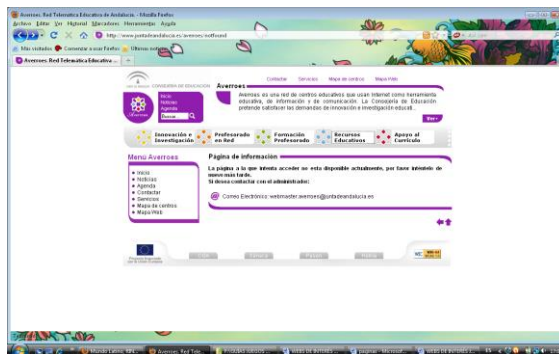 Averroes. Red Telemática Educativa de Andalucía. - Mozilla Firefox
Archivo Editar Ver Historial Marcadores Herramientas Ayuda
http://www.juntadeandalucia.es/averroes/notfound
Más visitados Comenzar a usar Firefox Últimas noticias
Averroes. Red Telemática Educativa ...
CONSEJERÍA DE EDUCACIÓN
Contactar Servicios Mapa de centros Mapa Web
Averroes
Inicio
Noticias
Agenda
Buscar...
Averroes es una red de centros educativos que usan Internet como herramienta
educativa, de información y de comunicación. La Consejería de Educación
pretende satisfacer las demandas de innovación e investigación educati...
Averroes
Innovación e Investigación
Profesorado en Red
Formación Profesorado
Recursos Educativos
Apoyo al Currículo
Menú Averroes
Inicio
Noticias
Agenda
Contactar
Servicios
Mapa de centros
Mapa Web
Página de información
La página a la que intenta acceder no esta disponible actualmente, por favor inténtelo de
nuevo más tarde.
Si desea contactar con el administrador:
Correo Electrónico: webmaster.averroes@juntadeandalucia.es
Averroes, Red Tele...